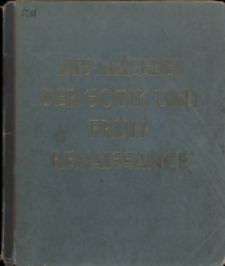 DIE MALEREI
DER GOTIK UND
FRÜH
RENAISSANCE